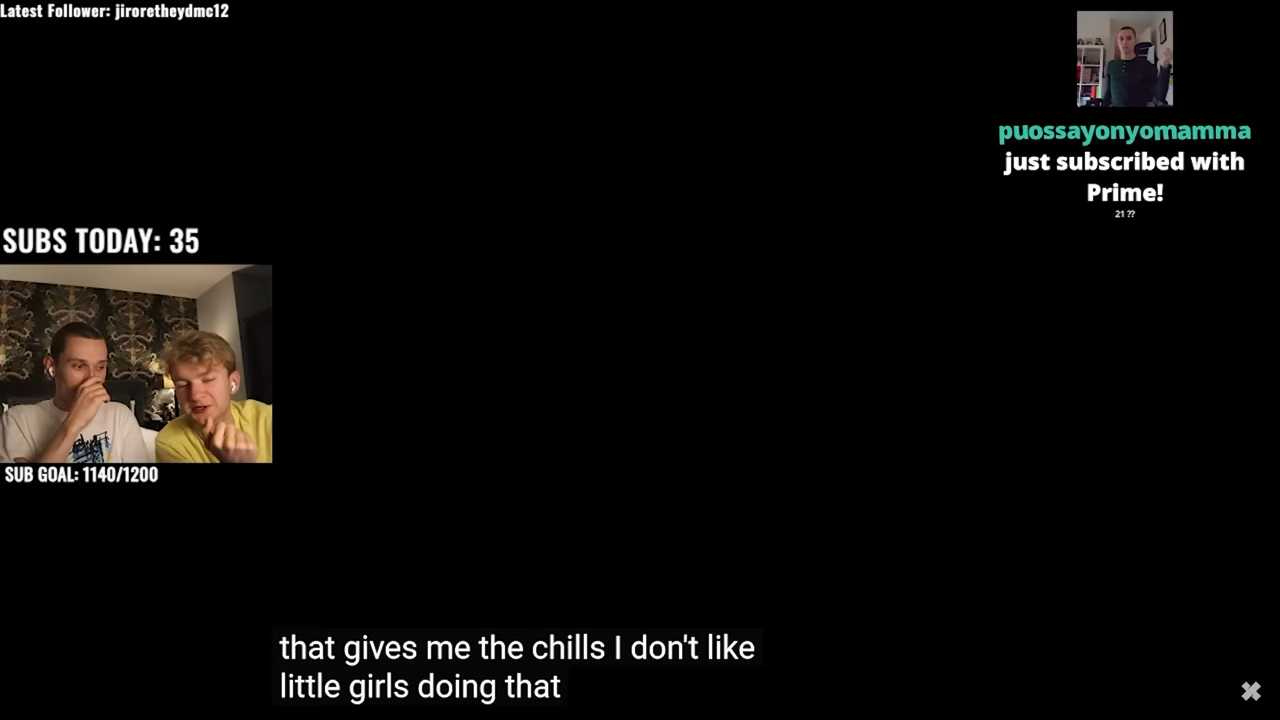 Latest Follower: jiroretheydmc12
puossayonyomamma
just subscribed with
Prime!
21 ??
SUBS TODAY: 35
SUB GOAL: 1140/1200
that gives me the chills I don't like
little girls doing that